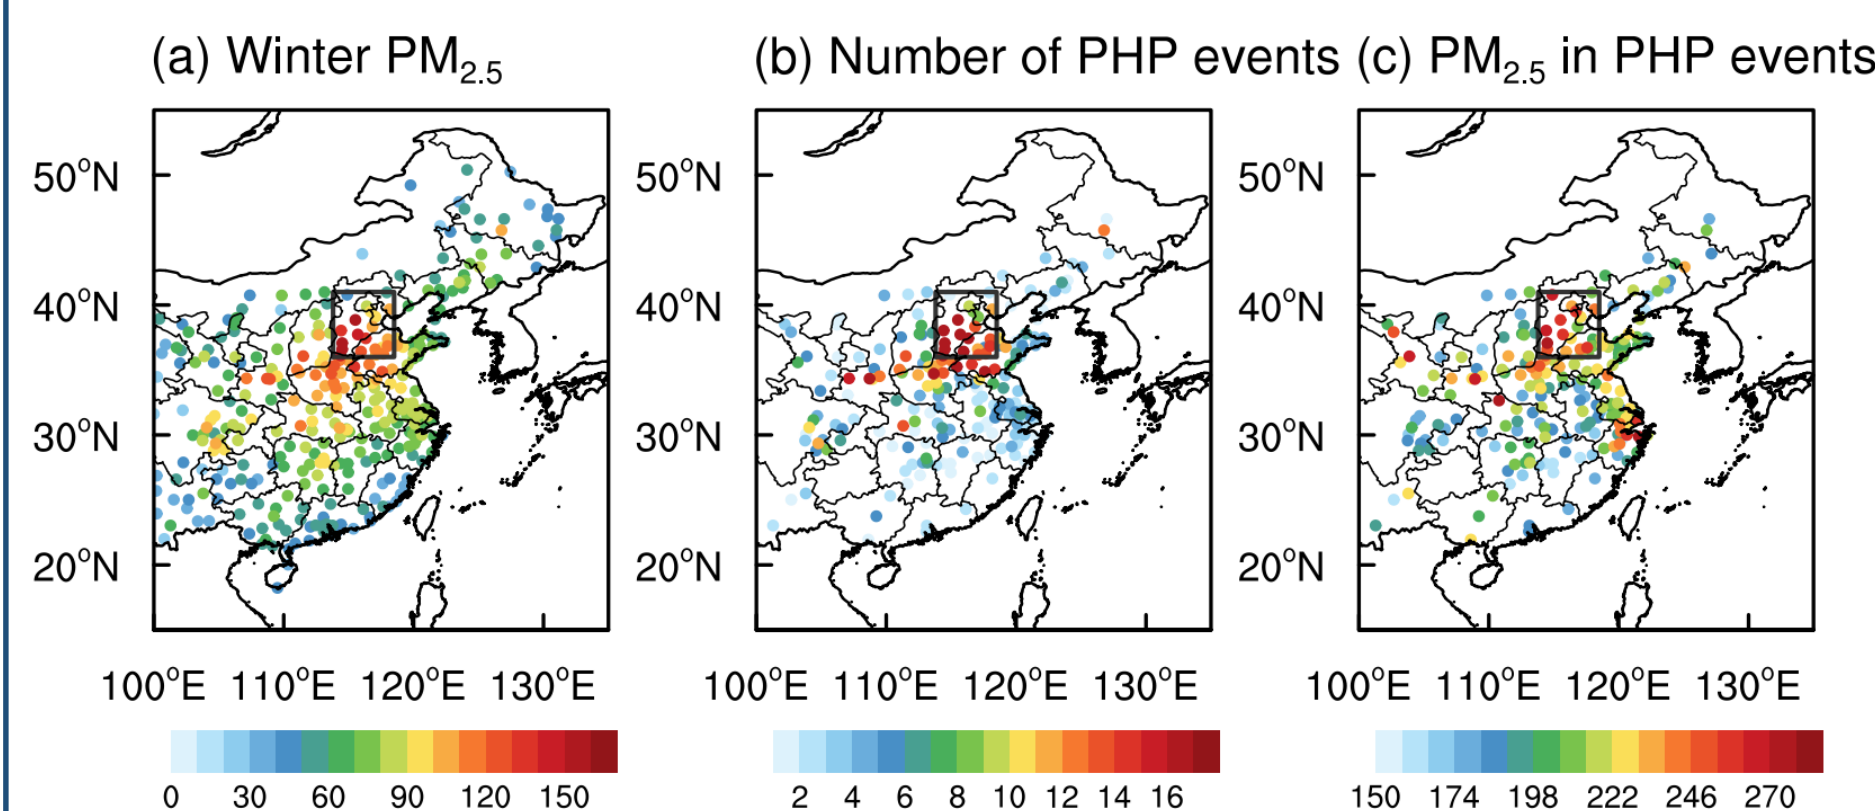 (a) Winter PM2.5
(b) Number of PHP events
(c) PM2.5 in PHP events
50°N
40°N
30°N
20°N
100°E 110°E 120°E 130°E
0 30 60 90 120 150
50°N
40°N
30°N
20°N
100°E 110°E 120°E 130°E
2 4 6 8 10 12 14 16
50°N
40°N
30°N
20°N
100°E 110°E 120°E 130°E
150 174 198 222 246 270